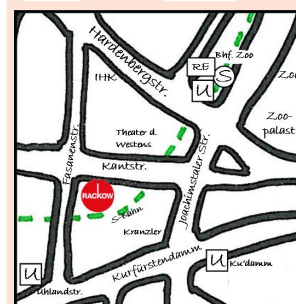 Hardenbergstr.
Bhf. Zoo
RE
S
U
IHK
Zoo
Zoo-
palast
Theater d.
Westens
Fasanenstr.
Kantstr.
Joachimstaler Str.
RACKOW
S-Bahn
Kranzler
Kurfürstendamm
U
Ku'damm
U
Uhlandstr.